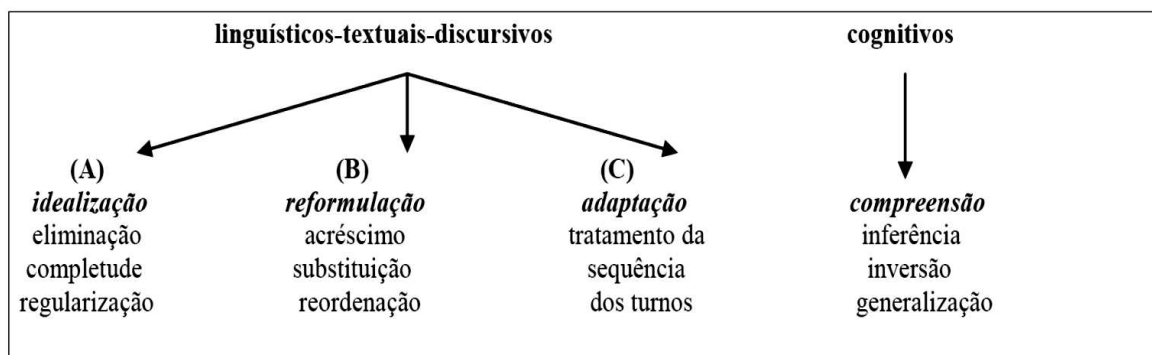 linguísticos-textuais-discursivos cognitivos
(A) (B) (C)
idealização reformulação adaptação compreensão
eliminação acréscimo tratamento da inferência
completude substituição sequência inversão
regularização reordenação dos turnos generalização